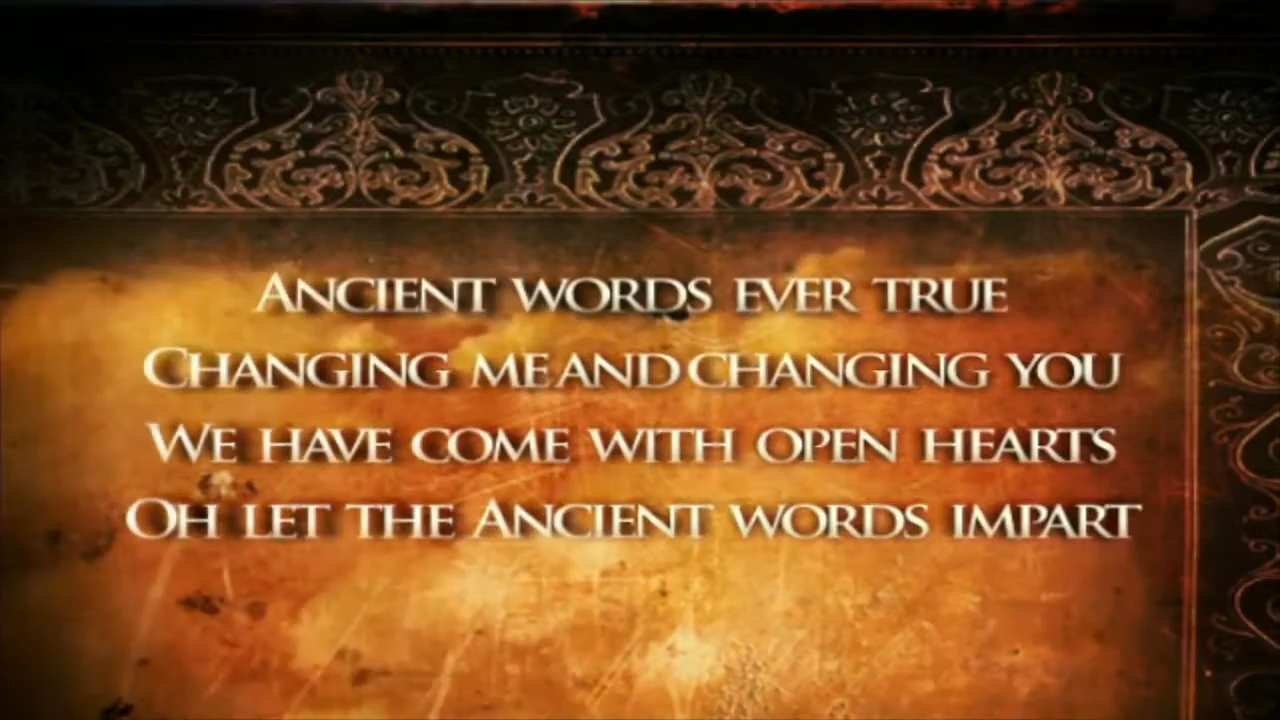 Ancient words ever true
Changing me and changing you
We have come with open hearts
Oh let the Ancient words impart